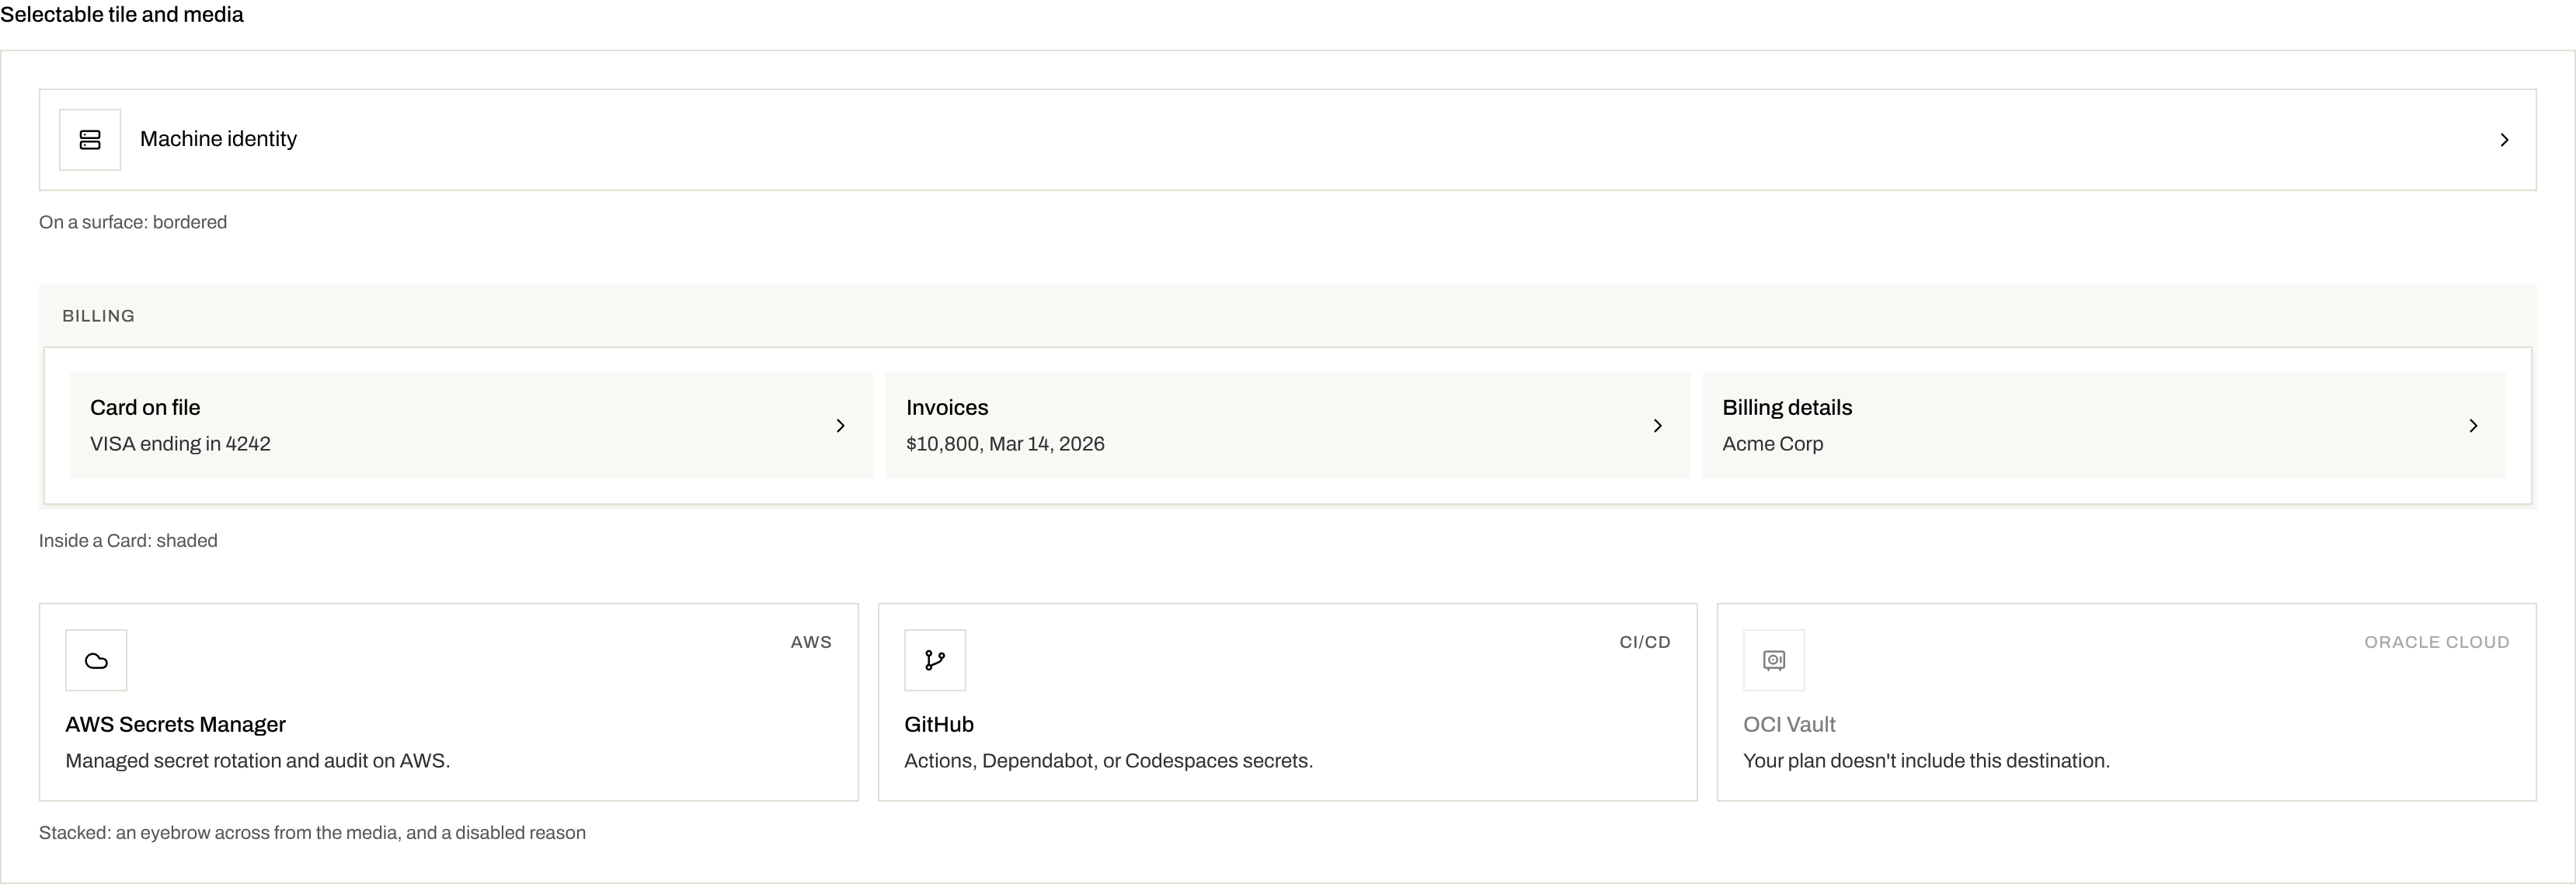 Selectable tile and media
Machine identity
On a surface: bordered
BILLING
Card on file
VISA ending in 4242
Invoices
$10,800, Mar 14, 2026
Billing details
Acme Corp
Inside a Card: shaded
AWS
AWS Secrets Manager
Managed secret rotation and audit on AWS.
CI/CD
GitHub
Actions, Dependabot, or Codespaces secrets.
ORACLE CLOUD
OCI Vault
Your plan doesn't include this destination.
Stacked: an eyebrow across from the media, and a disabled reason